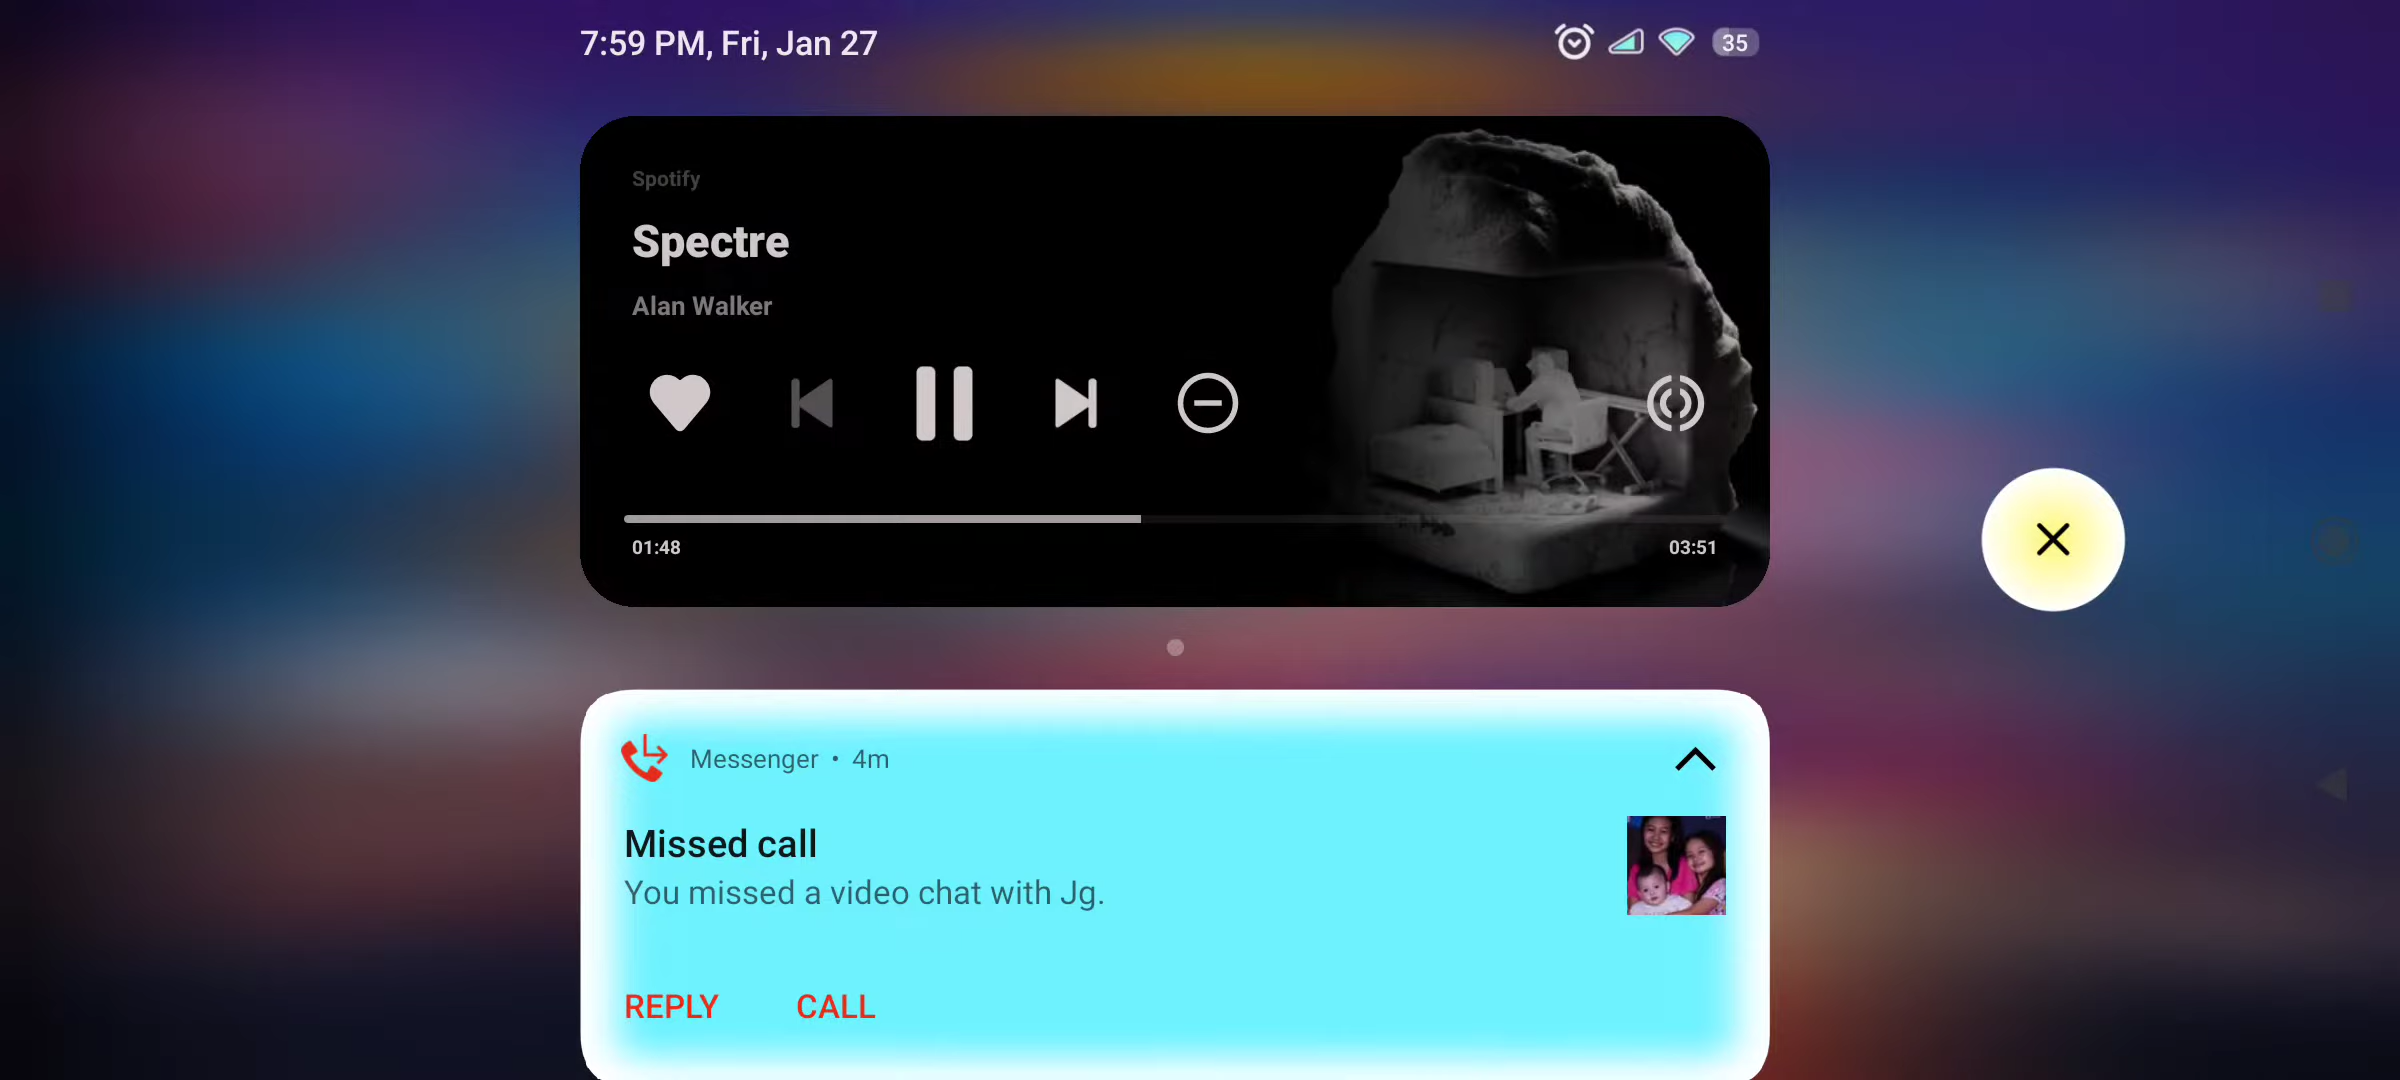 7:59 PM, Fri, Jan 27
35
Spotify
Spectre
Alan Walker
01:48
03:51
Messenger • 4m
Missed call
You missed a video chat with Jg.
REPLY
CALL